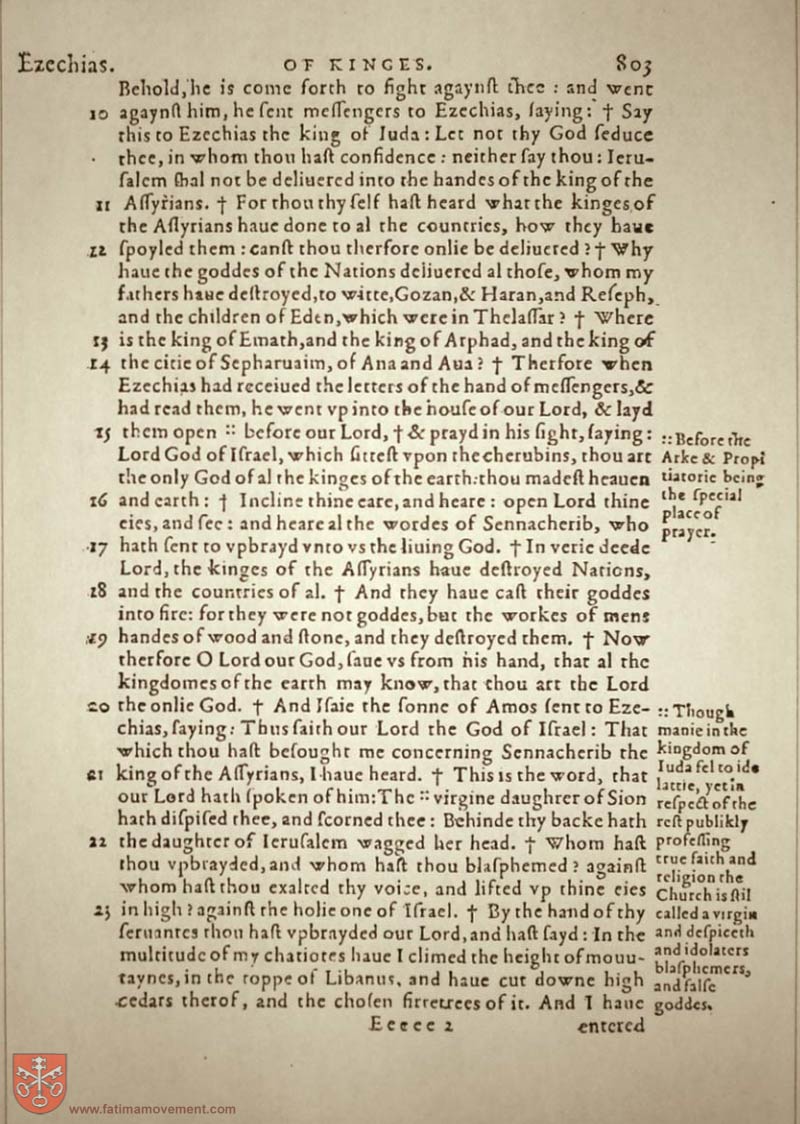 Ezechias. OF KINGES. 803
Behold, he is come forth to fight agaynſt thee : and went
10 agaynſt him, he ſent meſſengers to Ezechias, ſaying: † Say
this to Ezechias the king of Iuda: Let not thy God ſeduce
thee, in whom thou haſt confidence: neither ſay thou: Ieru-
ſalem ſhal not be deliuered into the handes of the king of the
11 Aſſyrians. † For thou thy ſelf haſt heard what the kinges of
the Aſſyrians haue done to al the countries, how they haue
12 ſpoyled them : canſt thou therfore onlie be deliuered ? † Why
haue the goddes of the Nations deliuered al thoſe, whom my
fathers haue deſtroyed, to witte, Gozan, & Haran, and Reſeph,
and the children of Eden, which were in Thelaſſar ? † Where
13 is the king of Emath, and the king of Arphad, and the king of
14 the citie of Sepharuaim, of Ana and Aua ? † Therfore when
Ezechias had receiued the letters of the hand of meſſengers, &
had read them, he went vp into the houſe of our Lord, & layd
15 them open :: before our Lord, † & prayd in his ſight, ſaying:
Lord God of Iſrael, which ſitteſt vpon the cherubins, thou art
the only God of al the kinges of the earth: thou madeſt heauen
16 and earth : † Incline thine eare, and heare : open Lord thine
eies, and ſee : and heare al the wordes of Sennacherib, who
17 hath ſent to vpbrayd vnto vs the liuing God. † In verie deede
Lord, the kinges of the Aſſyrians haue deſtroyed Nations,
18 and the countries of al. † And they haue caſt their goddes
into fire: for they were not goddes, but the workes of mens
19 handes of wood and ſtone, and they deſtroyed them. † Now
therfore O Lord our God, ſaue vs from his hand, that al the
kingdomes of the earth may know, that thou art the Lord
20 the onlie God. † And Iſaie the ſonne of Amos ſent to Eze-
chias, ſaying: Thus ſaith our Lord the God of Iſrael: That
which thou haſt beſought me concerning Sennacherib the
21 king of the Aſſyrians, I haue heard. † This is the word, that
our Lord hath ſpoken of him: The :: virgine daughter of Sion
hath diſpiſed thee, and ſcorned thee: Behinde thy backe hath
22 the daughter of Ieruſalem wagged her head. † Whom haſt
thou vpbrayded, and whom haſt thou blaſphemed ? againſt
whom haſt thou exalted thy voice, and lifted vp thine eies
23 in high ? againſt the holie one of Iſrael. † By the hand of thy
ſeruantes thou haſt vpbrayded our Lord, and haſt ſayd : In the
multitude of my chariotes haue I climed the height of moun-
taynes, in the toppe of Libanus, and haue cut downe high
cedars therof, and the choſen firretrees of it. And I haue
Eeeee 2 entered
:: Before the
Arke & Propi
tiatorie being
the ſpecial
place of
prayer.
:: Though
manie in the
kingdom of
Iuda fel to ido
latrie, yet in
reſpect of the
reſt publikly
profeſſing
true faith and
religion the
Church is ſtil
called a virgin
and deſpiceth
and idolaters
blaſphemers,
and falſe
goddes.
www.fatimamovement.com